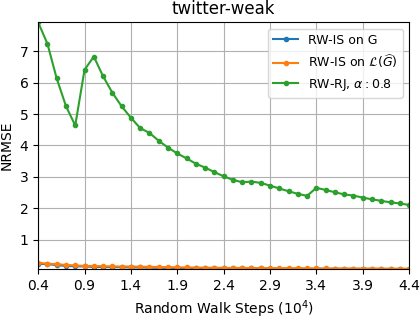 twitter-weak
RW-IS on G
RW-IS on ℒ(Ĝ)
RW-RJ, α : 0.8
NRMSE
7
6
5
4
3
2
1
0.4 0.9 1.4 1.9 2.4 2.9 3.4 3.9 4.4
Random Walk Steps (10⁴)